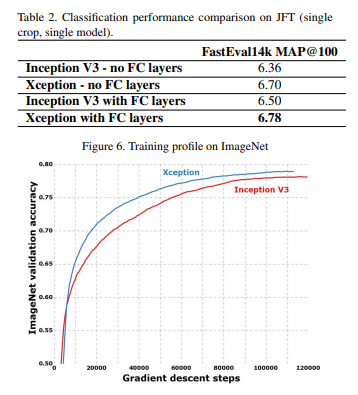 Table 2. Classification performance comparison on JFT (single
crop, single model).
FastEval14k MAP@100
Inception V3 - no FC layers 6.36
Xception - no FC layers 6.70
Inception V3 with FC layers 6.50
Xception with FC layers 6.78
Figure 6. Training profile on ImageNet
ImageNet validation accuracy
0.80
0.75
0.70
0.65
0.60
0.55
0.50
Xception
Inception V3
0 20000 40000 60000 80000 100000 120000
Gradient descent steps